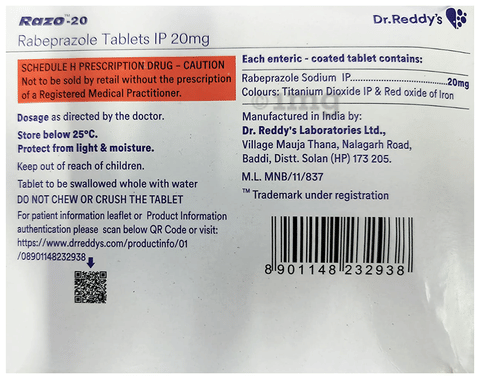 Razo™-20
Rabeprazole Tablets IP 20mg
Dr.Reddy's
SCHEDULE H PRESCRIPTION DRUG – CAUTION
Not to be sold by retail without the prescription
of a Registered Medical Practitioner.
Dosage as directed by the doctor.
Store below 25°C.
Protect from light & moisture.
Keep out of reach of children.
Tablet to be swallowed whole with water
DO NOT CHEW OR CRUSH THE TABLET
For patient information leaflet or Product Information
authentication please scan below QR Code or visit:
https://www.drreddys.com/productinfo/01
/08901148232938
Each enteric - coated tablet contains:
Rabeprazole Sodium IP...............................20mg
Colours: Titanium Dioxide IP & Red oxide of Iron
1mg
Manufactured in India by:
Dr. Reddy's Laboratories Ltd.,
Village Mauja Thana, Nalagarh Road,
Baddi, Distt. Solan (HP) 173 205.
M.L. MNB/11/837
™ Trademark under registration
8 901148 232938